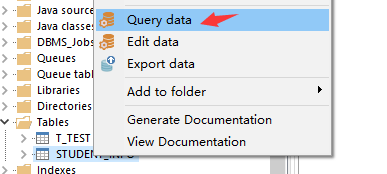 Java sourc
Java classes
DBMS_Jobs
Queues
Queue tabl
Libraries
Directories
Tables
T_TEST
STUDENT_INFO
Indexes
Query data
Edit data
Export data
Add to folder
Generate Documentation
View Documentation